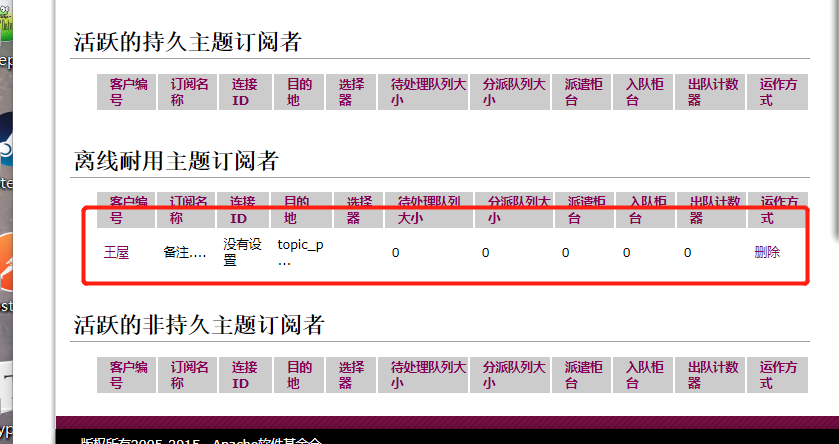 活跃的持久主题订阅者
客户编号 订阅名称 连接ID 目的地 选择器 待处理队列大小 分派队列大小 派遣柜台 入队柜台 出队计数器 运作方式
离线耐用主题订阅者
客户编号 订阅名称 连接ID 目的地 选择器 待处理队列大小 分派队列大小 派遣柜台 入队柜台 出队计数器 运作方式
王屋 备注.... 没有设置 topic_p... 0 0 0 0 0 删除
活跃的非持久主题订阅者
客户编号 订阅名称 连接ID 目的地 选择器 待处理队列大小 分派队列大小 派遣柜台 入队柜台 出队计数器 运作方式
版权所有2005-2015 Apache软件基金会